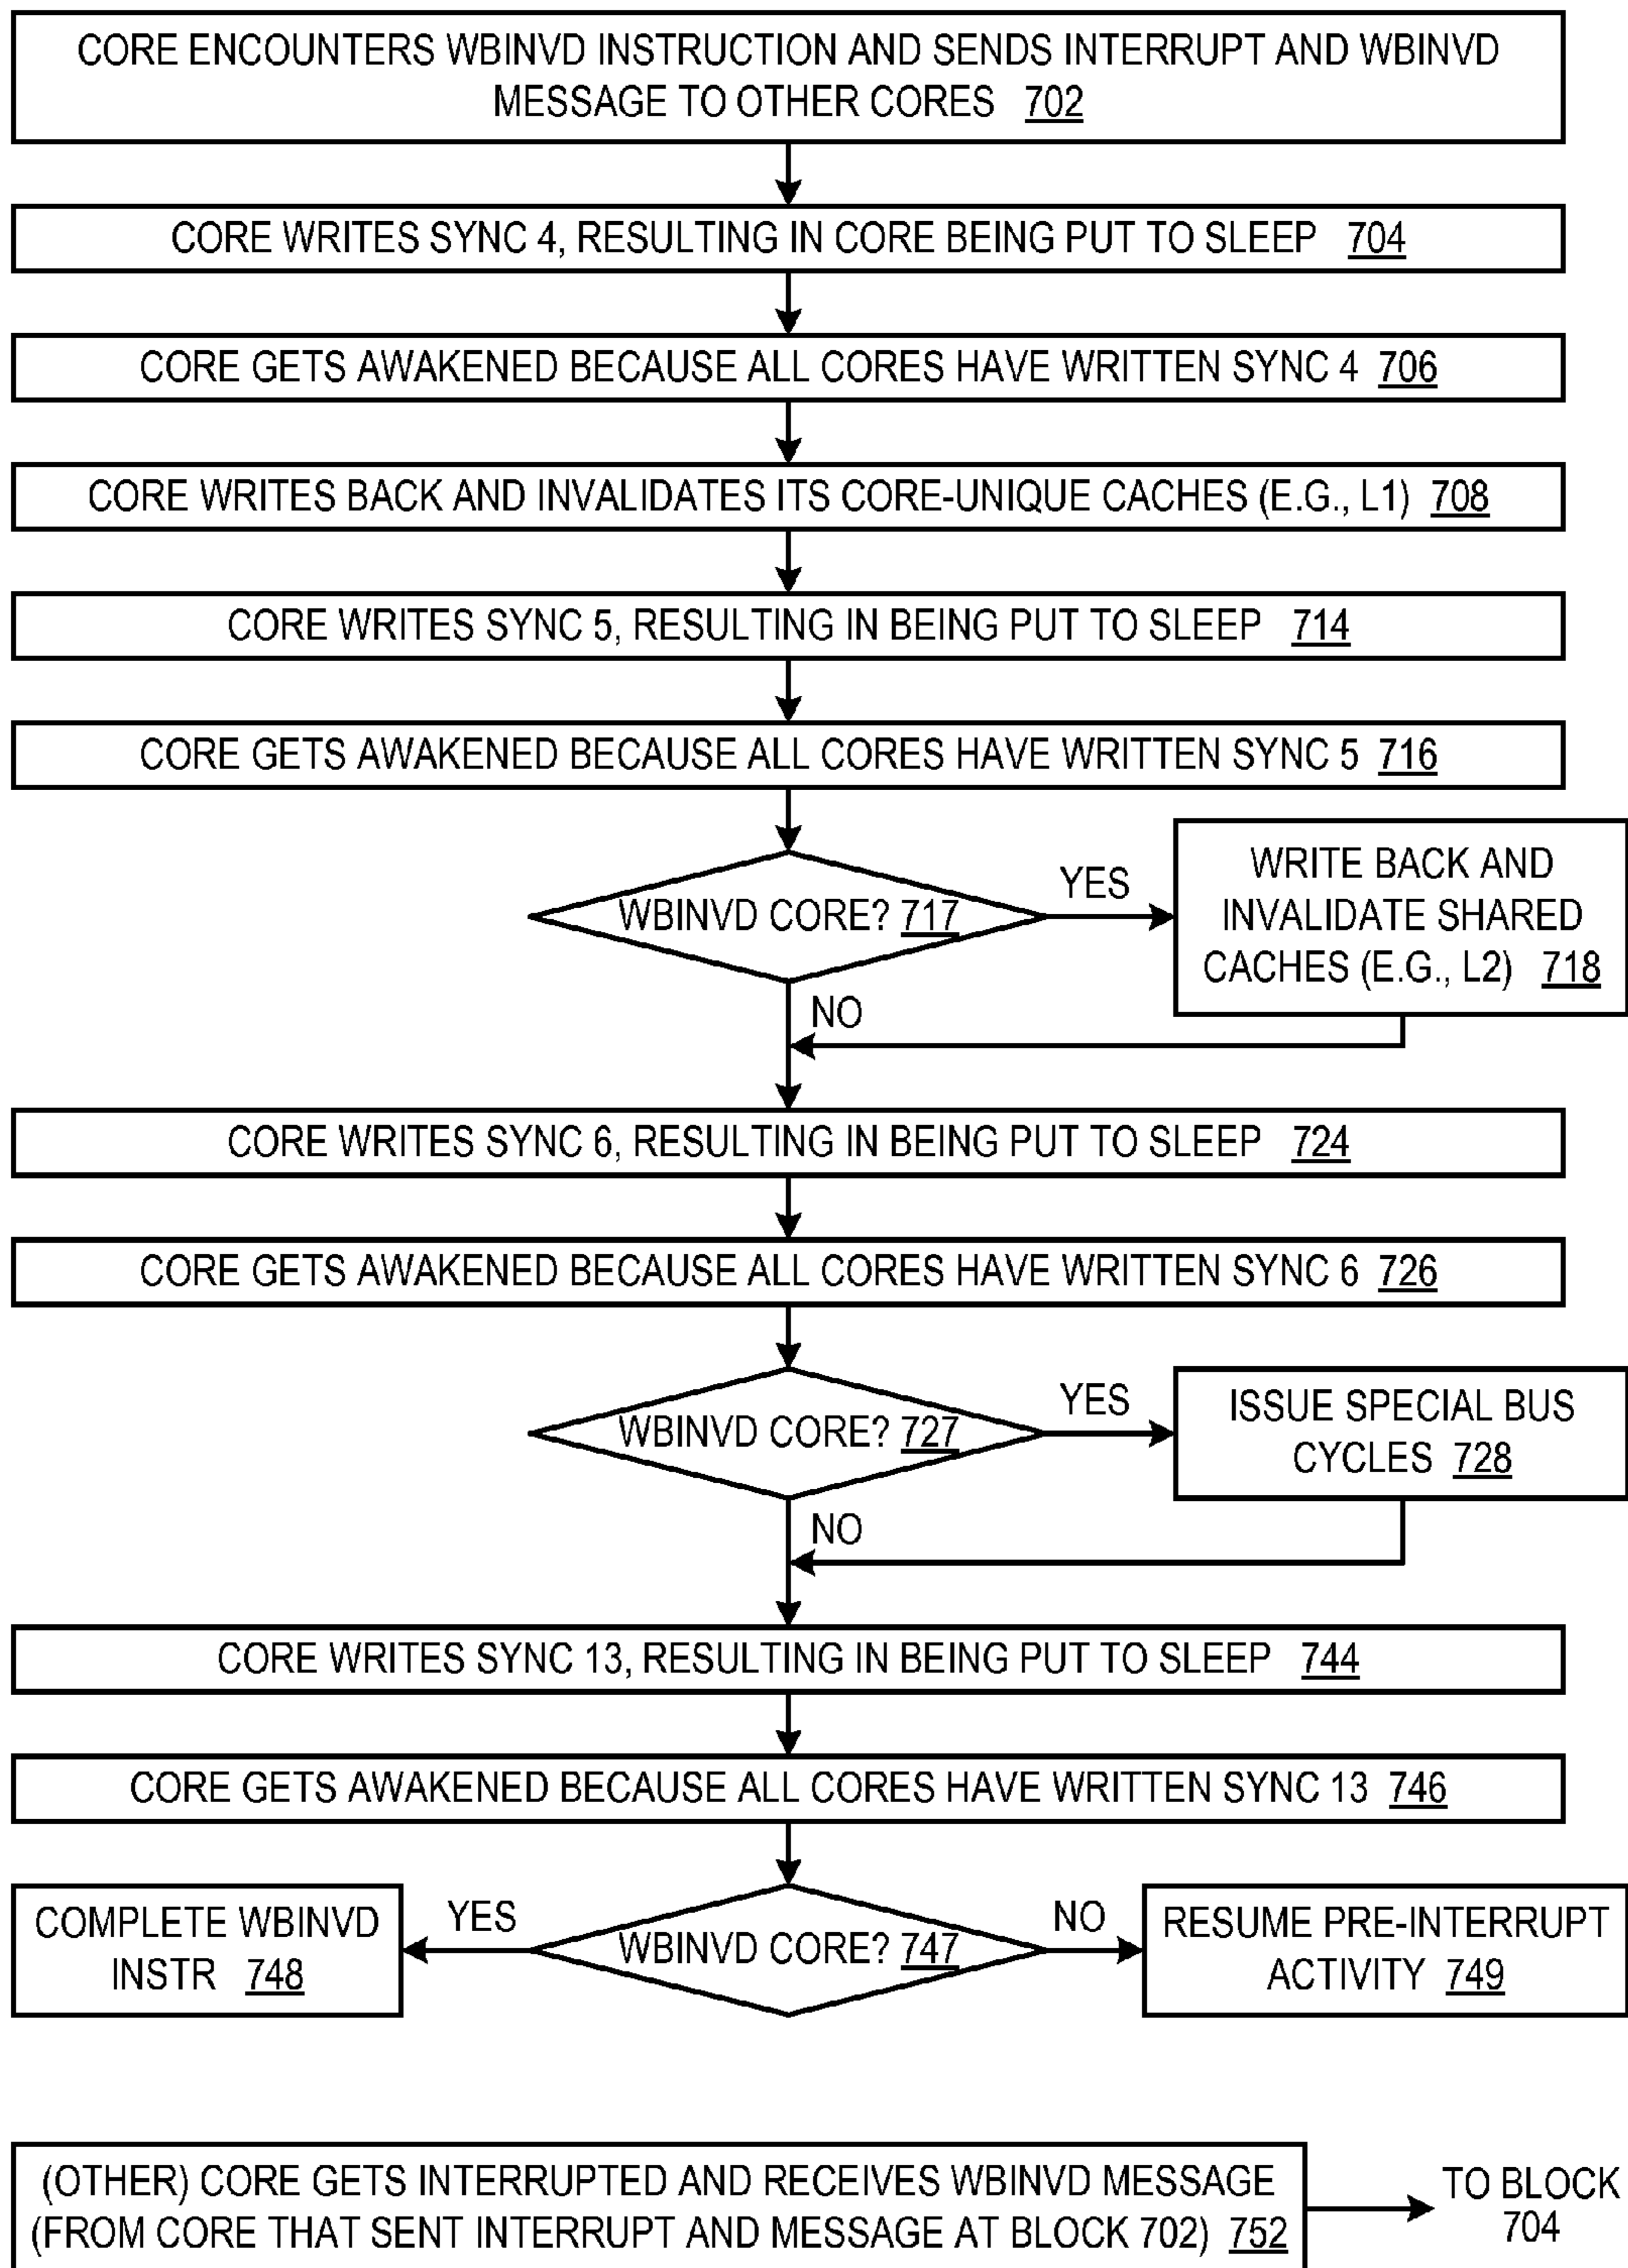 CORE ENCOUNTERS WBINVD INSTRUCTION AND SENDS INTERRUPT AND WBINVD
MESSAGE TO OTHER CORES 702
CORE WRITES SYNC 4, RESULTING IN CORE BEING PUT TO SLEEP 704
CORE GETS AWAKENED BECAUSE ALL CORES HAVE WRITTEN SYNC 4 706
CORE WRITES BACK AND INVALIDATES ITS CORE-UNIQUE CACHES (E.G., L1) 708
CORE WRITES SYNC 5, RESULTING IN BEING PUT TO SLEEP 714
CORE GETS AWAKENED BECAUSE ALL CORES HAVE WRITTEN SYNC 5 716
WBINVD CORE? 717
YES
WRITE BACK AND
INVALIDATE SHARED
CACHES (E.G., L2) 718
NO
CORE WRITES SYNC 6, RESULTING IN BEING PUT TO SLEEP 724
CORE GETS AWAKENED BECAUSE ALL CORES HAVE WRITTEN SYNC 6 726
WBINVD CORE? 727
YES
ISSUE SPECIAL BUS
CYCLES 728
NO
CORE WRITES SYNC 13, RESULTING IN BEING PUT TO SLEEP 744
CORE GETS AWAKENED BECAUSE ALL CORES HAVE WRITTEN SYNC 13 746
COMPLETE WBINVD
INSTR 748
YES
WBINVD CORE? 747
NO
RESUME PRE-INTERRUPT
ACTIVITY 749
(OTHER) CORE GETS INTERRUPTED AND RECEIVES WBINVD MESSAGE
(FROM CORE THAT SENT INTERRUPT AND MESSAGE AT BLOCK 702) 752
TO BLOCK
704